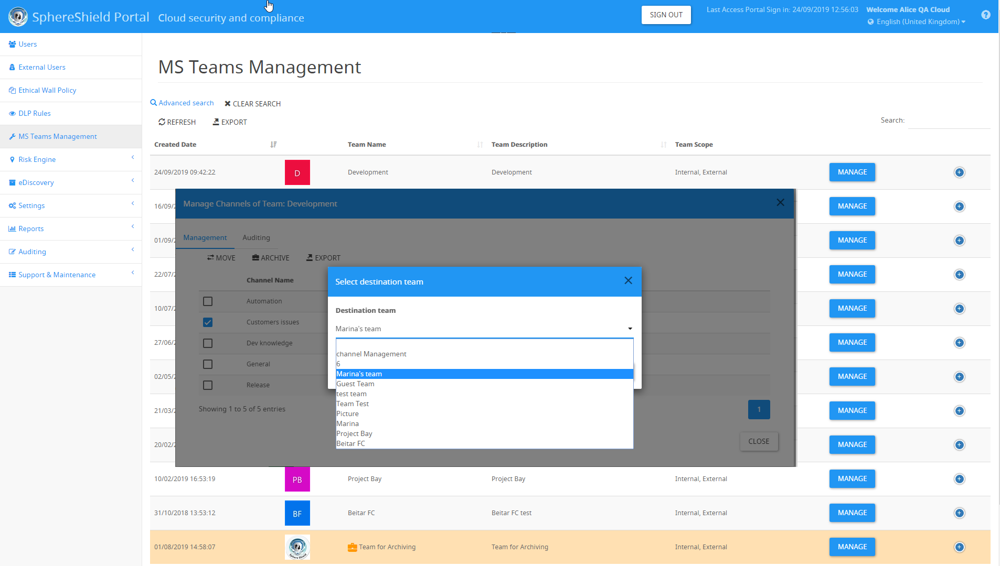 SphereShield Portal Cloud security and compliance
SIGN OUT
Last Access Portal Sign in: 24/09/2019 12:56:03
Welcome Alice QA Cloud
English (United Kingdom)
Users
External Users
Ethical Wall Policy
DLP Rules
MS Teams Management
Risk Engine
eDiscovery
Settings
Reports
Auditing
Support & Maintenance
MS Teams Management
Advanced search CLEAR SEARCH
REFRESH EXPORT
Search:
Created Date Team Name Team Description Team Scope
24/09/2019 09:42:22 D Development Development Internal, External MANAGE
16/09/2 MANAGE
01/09/2 MANAGE
22/07/2 MANAGE
10/07/2 MANAGE
27/06/2 MANAGE
02/05/2 MANAGE
21/03/2 MANAGE
20/02/2 MANAGE
Manage Channels of Team: Development
Management Auditing
MOVE ARCHIVE EXPORT
Channel Name
Automation
Customers issues
Dev knowledge
General
Release
Showing 1 to 5 of 5 entries
1
CLOSE
Select destination team
Destination team
Marina's team
channel Management
6
Marina's team
Guest Team
test team
Team Test
Picture
Marina
Project Bay
Beitar FC
10/02/2019 16:53:19 PB Project Bay Project Bay Internal, External MANAGE
31/10/2018 13:53:12 BF Beitar FC Beitar FC test Internal, External MANAGE
01/08/2019 14:58:07 Sphere Shield Team for Archiving Team for Archiving Internal, External MANAGE